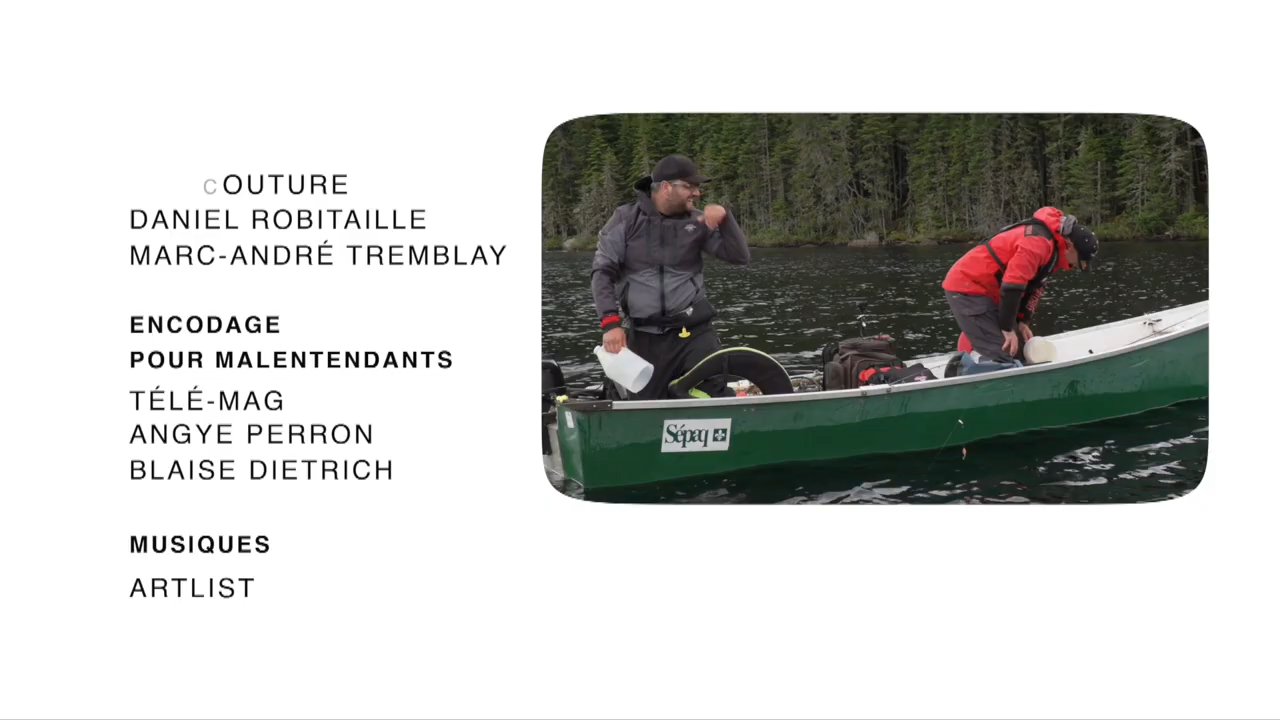 COUTURE
DANIEL ROBITAILLE
MARC-ANDRÉ TREMBLAY
ENCODAGE
POUR MALENTENDANTS
TÉLÉ-MAG
ANGYE PERRON
BLAISE DIETRICH
MUSIQUES
ARTLIST
Sépaq